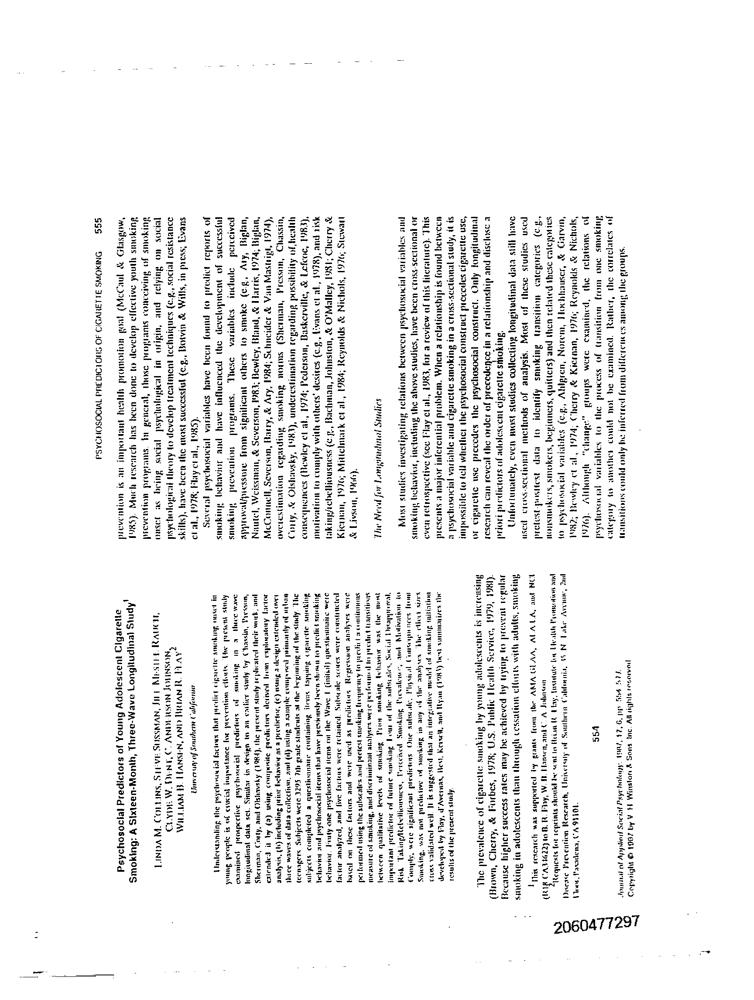 Psychosocial Predictors of Young Adolescent Cigarette
Smoking: A Sixteen-Month, Three-Wave Longitudinal Study¹
LINDA M. COLLINS, STEVE SUSSMAN, JILL MESTEL RAUCH,
CLYDE W. DENT, C. ANDERSON JOHNSON,
WILLIAM B. HANSEN, AND BRIAN R. FLAY²
University of Southern California
Understanding the psychosocial factors that predict cigarette smoking onset in
young people is of crucial importance for prevention efforts. The present study
examined prospective psychosocial predictors of smoking in a three-wave
longitudinal data set. Similar in design to an earlier study by Chassin, Presson,
Sherman, Corty, and Olshavsky (1984), the present study replicated their work, and
extended it by (a) using composite predictors derived from exploratory factor
analysis, (b) including prior behavior as a predictor, (c) using a design extended over
three waves of data collection, and (d) using a sample composed primarily of urban
teenagers. Subjects were 3295 7th grade students at the beginning of the study. The
subjects completed a questionnaire containing items tapping cigarette smoking
behavior and psychosocial items that have previously been shown to predict smoking
behavior. Forty-one psychosocial items on the Wave 1 (initial) questionnaire were
factor analyzed, and five factors were retained. Subscale scores were constructed
based on these factors and were used as predictors. Regression analyses were
performed using the subscales and pretest smoking frequency to predict a continuous
measure of smoking, and discriminant analyses were performed to predict transitions
between qualitative levels of smoking. Prior smoking behavior was the most
important predictor of future smoking. Four of the subscales, Social Disapproval,
Risk Taking/Rebelliousness, Perceived Smoking Prevalence, and Motivation to
Comply, were significant predictors. One subscale, Physical Consequences from
Smoking, was not predictive of smoking in any of the analyses. The effect sizes
cross-validated well. It is suggested that an integrative model of smoking initiation
developed by Flay, d'Avernas, Best, Kersell, and Ryan (1983) best summarizes the
results of the present study.
The prevalence of cigarette smoking by young adolescents is increasing
(Brown, Cherry, & Forbes, 1978; U.S. Public Health Service, 1979, 1981).
Because higher success rates may be achieved by trying to prevent regular
smoking in adolescents than through cessation efforts with adults, smoking
¹This research was supported by grants from the AHA-GLAA, ALALA, and NCI
to B. R. Flay, W. B. Hansen, and C. A. Johnson.
²Requests for reprints should be sent to Brian R. Flay, Institute for Health Promotion and
Disease Prevention Research, University of Southern California, 35 N. Lake Avenue, 2nd
Floor, Pasadena, CA 91101.
554
Journal of Applied Social Psychology, 1987, 17, 6, pp. 554-573.
Copyright © 1987 by V. H. Winston & Sons, Inc. All rights reserved.
PSYCHOSOCIAL PREDICTORS OF CIGARETTE SMOKING 555
prevention is an important health promotion goal (McCaul & Glasgow,
1985). Much research has been done to develop effective youth smoking
prevention programs. In general, those programs conceiving of smoking
onset as being social psychological in origin, and relying on social
psychological theory to develop treatment techniques (e.g., social resistance
skills), have been the most successful (e.g., Botvin & Wills, in press; Evans
et al., 1978; Flay et al., 1985).
Several psychosocial variables have been found to predict reports of
smoking behavior and have influenced the development of successful
smoking prevention programs. These variables include perceived
approval/pressure from significant others to smoke (e.g., Ary, Biglan,
Nautel, Weissman, & Severson, 1983; Bewley, Bland, & Harris, 1974; Biglan,
McConnell, Severson, Bavry, & Ary, 1984; Schneider & Van Mastrigt, 1974),
overestimation regarding smoking norms (Sherman, Presson, Chassin,
Corty, & Olshavsky, 1983), underestimation regarding possibility of health
consequences (Bewley et al., 1974; Pederson, Baskerville, & Lefcoe, 1983),
motivation to comply with others' desires (e.g., Evans et al., 1978), and risk
taking/rebelliousness (e.g., Bachman, Johnston, & O'Malley, 1981; Cherry &
Kiernan, 1976; Mittelmark et al., 1984; Reynolds & Nichols, 1976; Stewart
& Livson, 1966).
The Need for Longitudinal Studies
Most studies investigating relations between psychosocial variables and
smoking behavior, including the above studies, have been cross-sectional or
even retrospective (see Flay et al., 1983, for a review of this literature). This
presents a major inferential problem. When a relationship is found between
a psychosocial variable and cigarette smoking in a cross-sectional study, it is
impossible to tell whether the psychosocial construct precedes cigarette use,
or cigarette use precedes the psychosocial construct. Only longitudinal
research can reveal the order of precedence in a relationship and disclose a
priori predictors of adolescent cigarette smoking.
Unfortunately, even most studies collecting longitudinal data still have
used cross-sectional methods of analysis. Most of these studies used
pretest-posttest data to identify smoking transition categories (e.g.,
nonsmokers, smokers, beginners, quitters) and then related these categories
to psychosocial variables (e.g., Ahlgren, Norem, Hochhauser, & Garvin,
1982; Bewley et al., 1974; Cherry & Kiernan, 1976; Reynolds & Nichols,
1976). Although "change" groups were examined, the relations of
psychosocial variables to the process of transition from one smoking
category to another could not be examined. Rather, the correlates of
transitions could only be inferred from differences among the groups.
2060477297